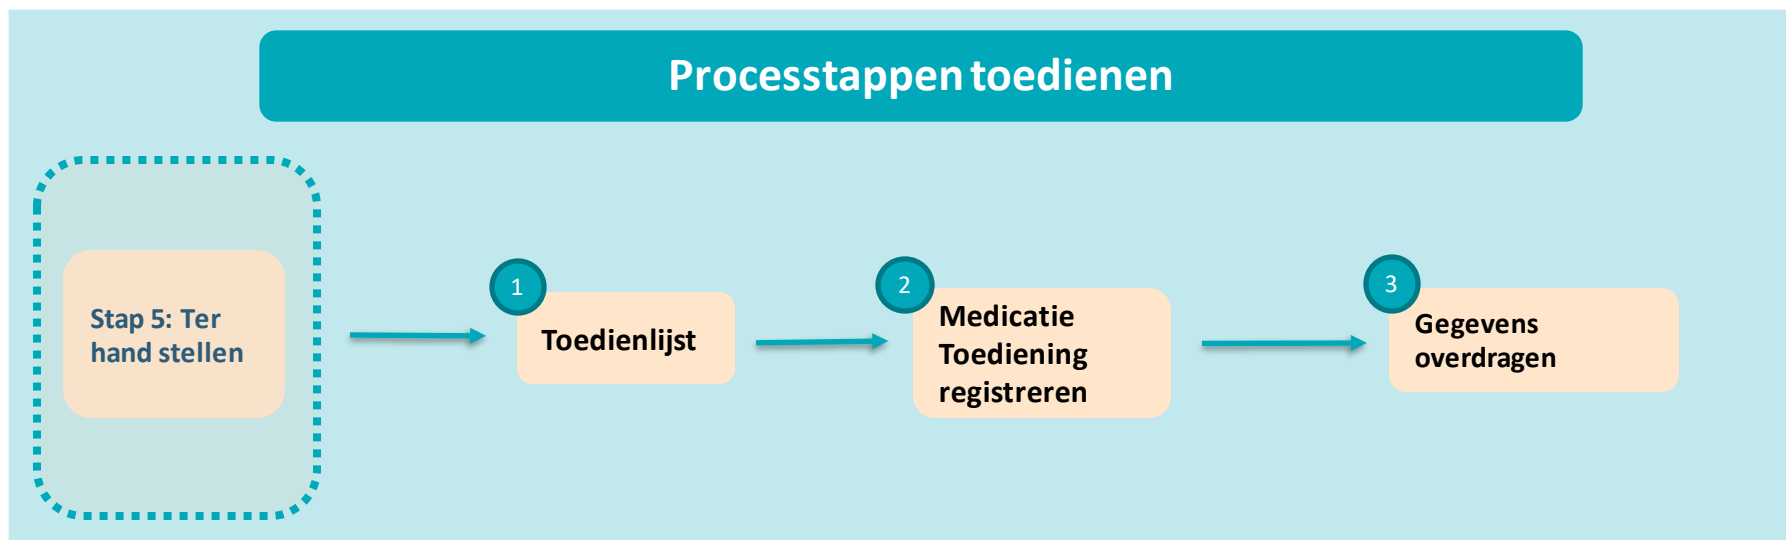 Processtappen toedienen
Stap 5: Ter
hand stellen
1
Toedienlijst
2
Medicatie
Toediening
registreren
3
Gegevens
overdragen